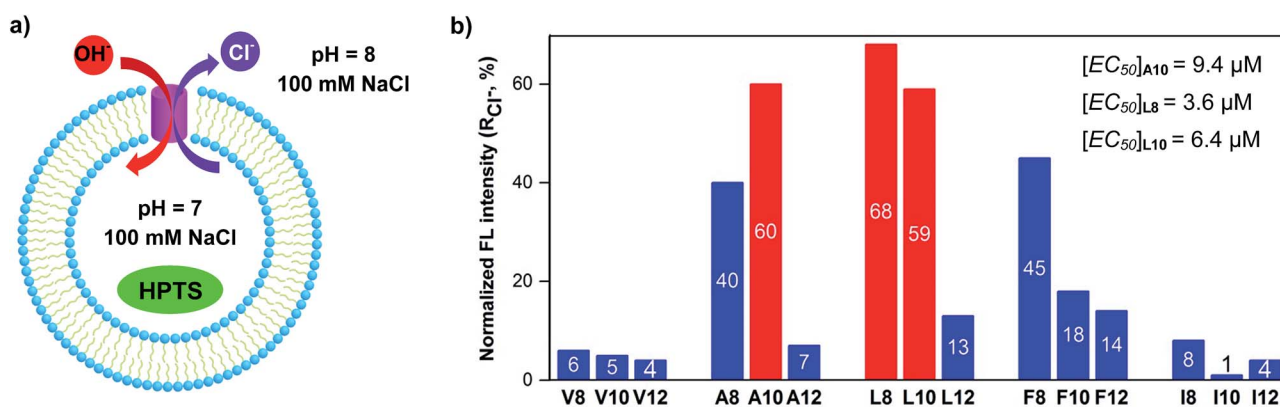 a)
OH-
Cl-
pH = 8
100 mM NaCl
pH = 7
100 mM NaCl
HPTS
b)
Normalized FL intensity (RCl-, %)
60
40
20
0
[EC50]A10 = 9.4 μM
[EC50]L8 = 3.6 μM
[EC50]L10 = 6.4 μM
6 5 4
40 60 7
68 59 13
45 18 14
8 1 4
V8 V10 V12 A8 A10 A12 L8 L10 L12 F8 F10 F12 I8 I10 I12